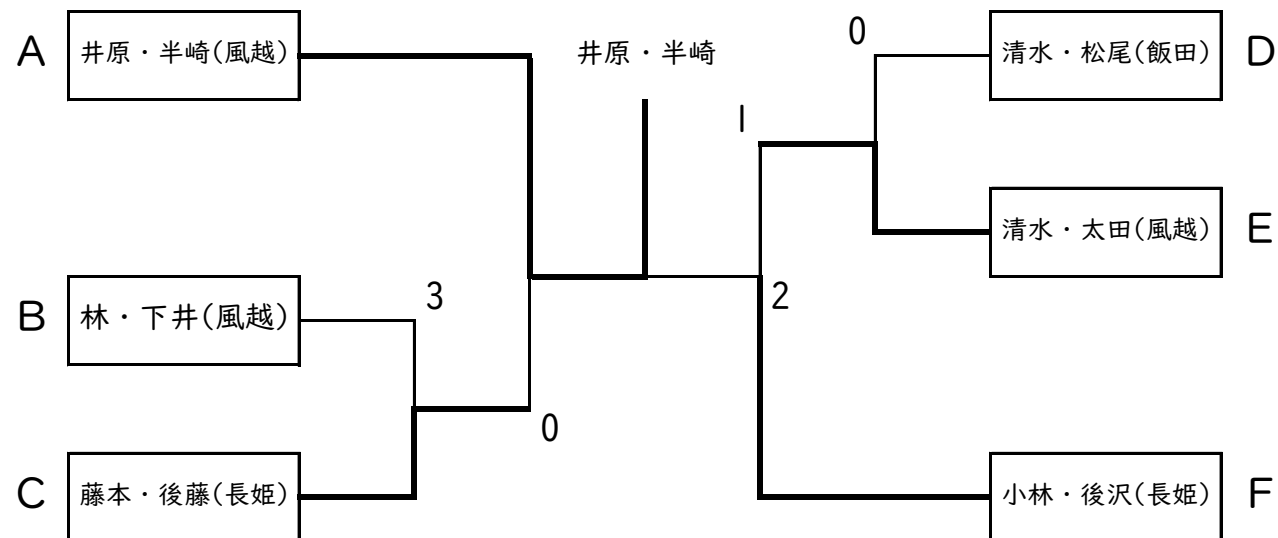 A
井原・半崎(風越)
井原・半崎
0
清水・松尾(飯田)
D
1
清水・太田(風越)
E
B
林・下井(風越)
3
2
0
C
藤本・後藤(長姫)
小林・後沢(長姫)
F